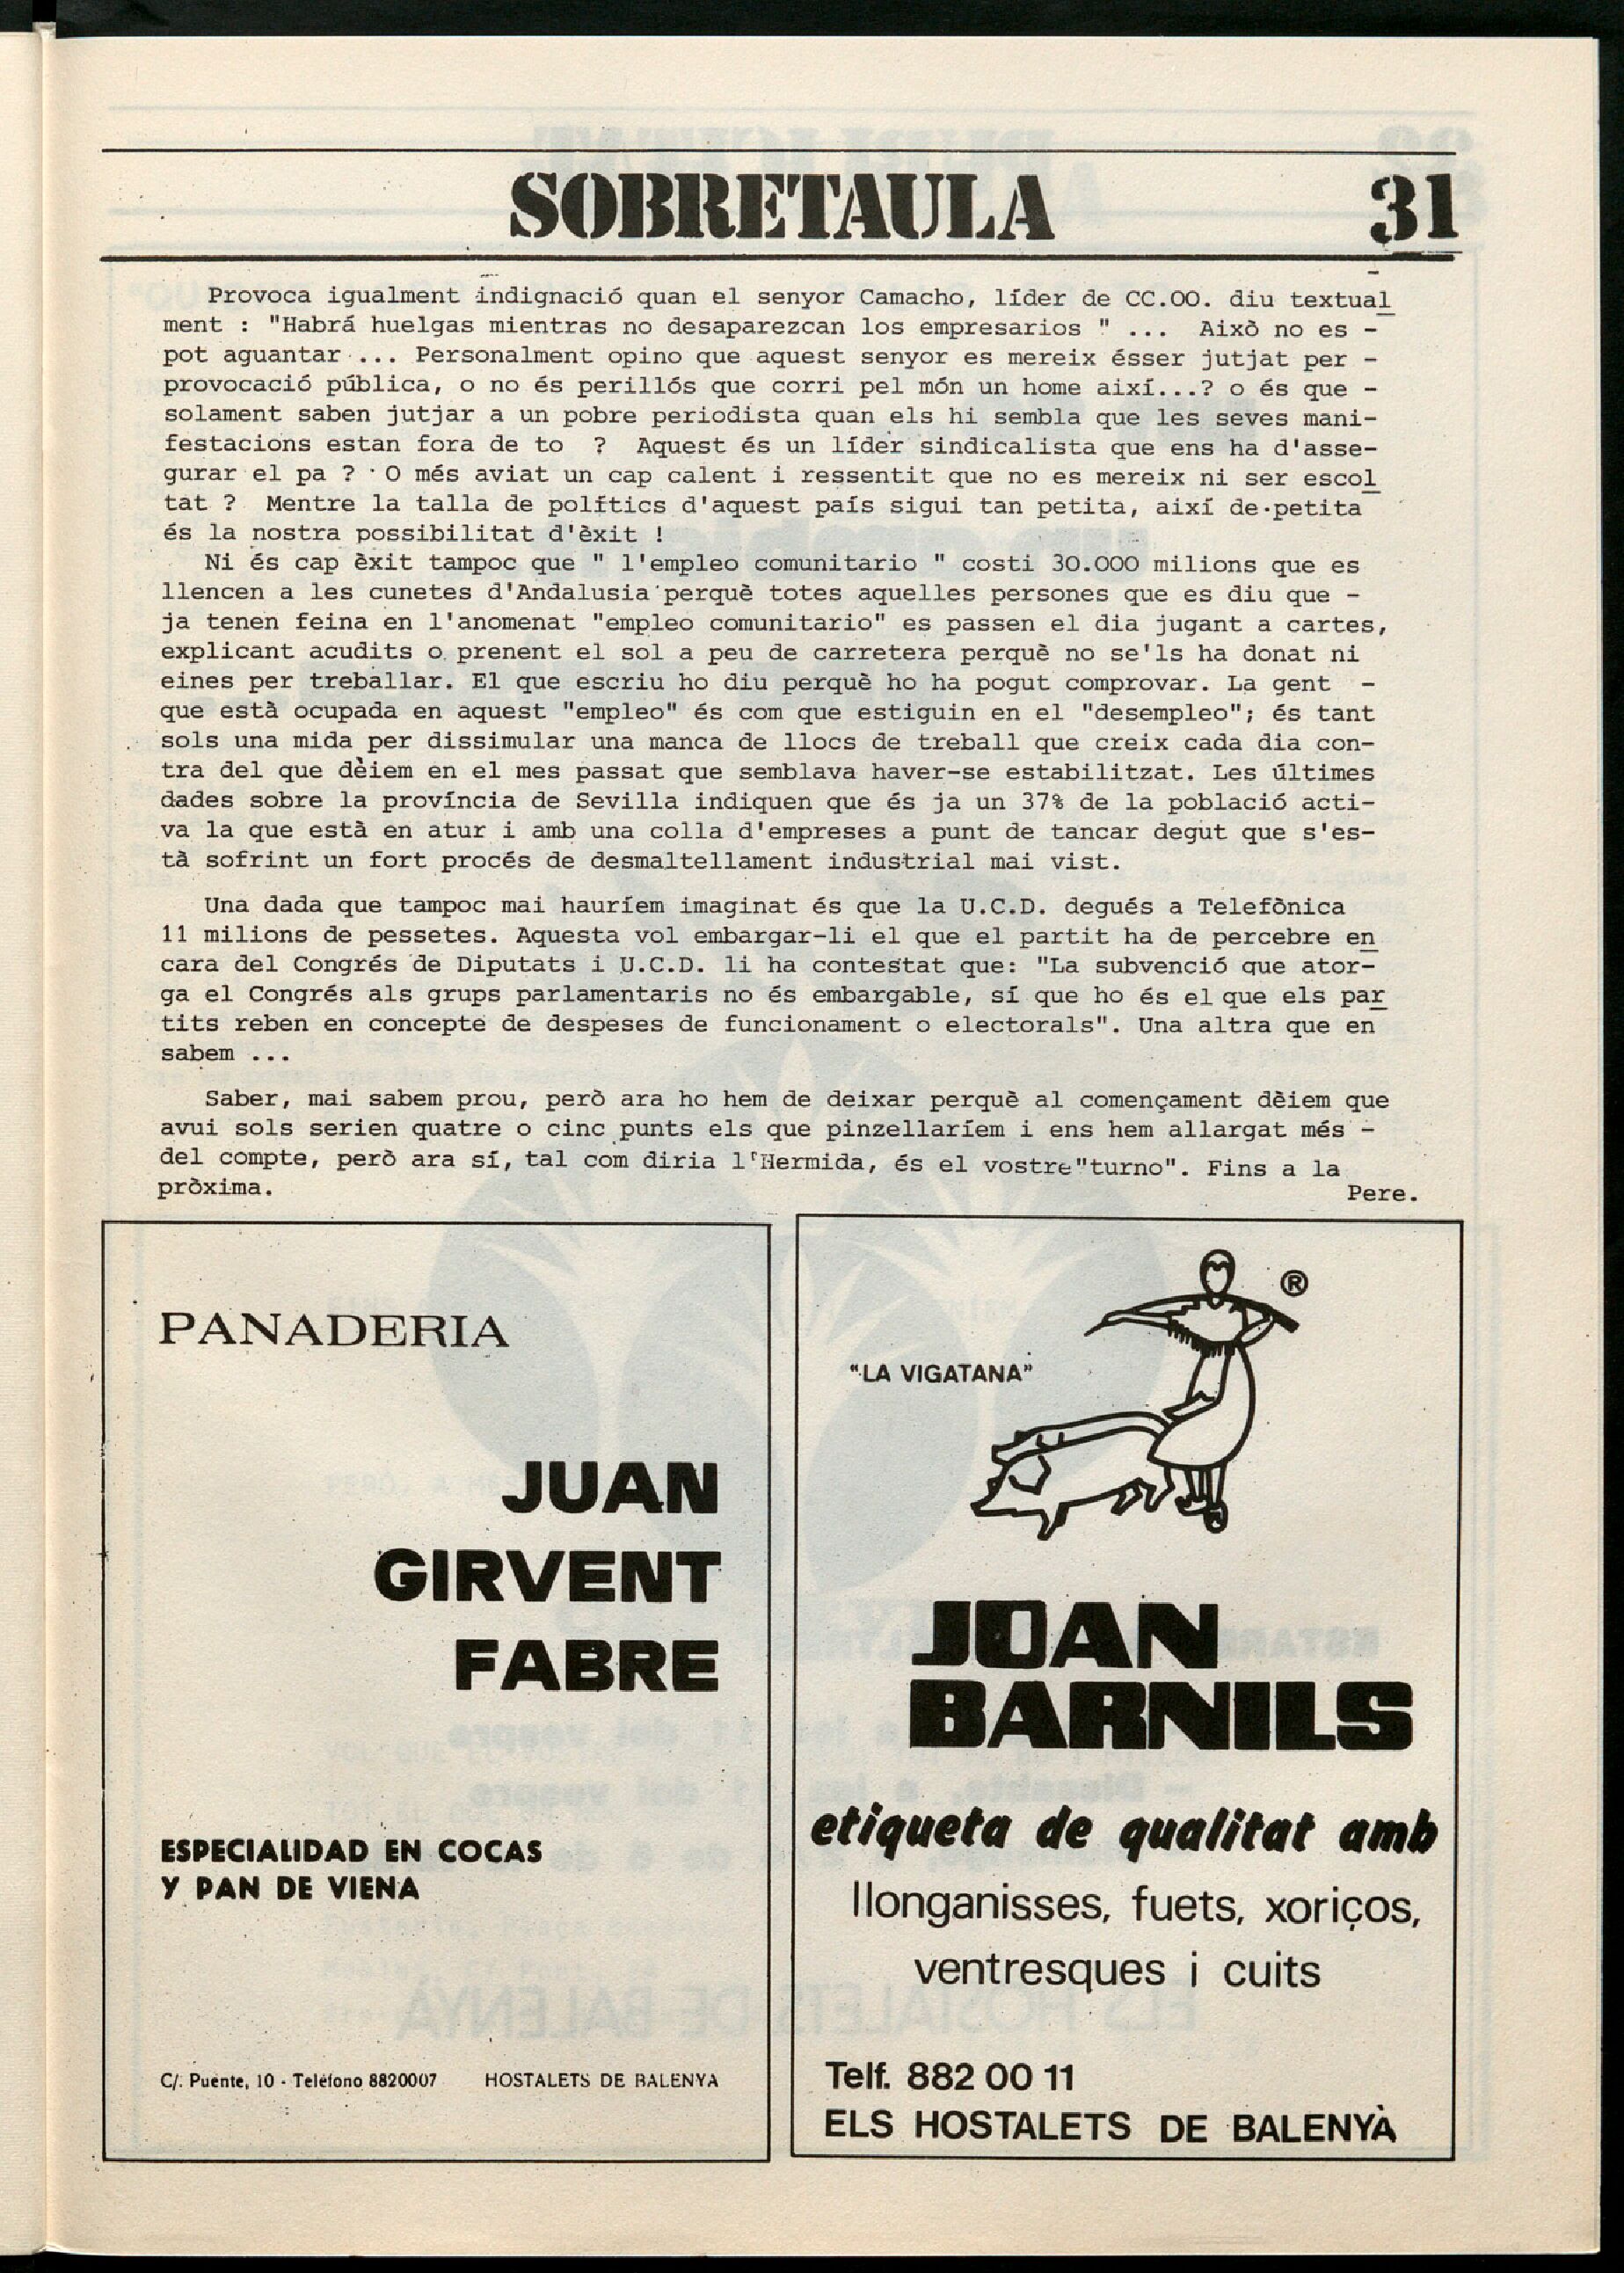 SOBRETAULA 31
Provoca igualment indignació quan el senyor Camacho, líder de CC.OO. diu textual
ment : "Habrá huelgas mientras no desaparezcan los empresarios " ... Això no es -
pot aguantar ... Personalment opino que aquest senyor es mereix ésser jutjat per -
provocació pública, o no és perillós que corri pel món un home així...? o és que -
solament saben jutjar a un pobre periodista quan els hi sembla que les seves mani-
festacions estan fora de to ? Aquest és un líder sindicalista que ens ha d'asse-
gurar el pa ? O més aviat un cap calent i ressentit que no es mereix ni ser escol
tat ? Mentre la talla de polítics d'aquest país sigui tan petita, així de petita
és la nostra possibilitat d'èxit !
Ni és cap èxit tampoc que " l'empleo comunitario " costi 30.000 milions que es
llencen a les cunetes d'Andalusia perquè totes aquelles persones que es diu que -
ja tenen feina en l'anomenat "empleo comunitario" es passen el dia jugant a cartes,
explicant acudits o prenent el sol a peu de carretera perquè no se'ls ha donat ni
eines per treballar. El que escriu ho diu perquè ho ha pogut comprovar. La gent -
que està ocupada en aquest "empleo" és com que estiguin en el "desempleo"; és tant
sols una mida per dissimular una manca de llocs de treball que creix cada dia con-
tra del que dèiem en el mes passat que semblava haver-se estabilitzat. Les últimes
dades sobre la província de Sevilla indiquen que és ja un 37% de la població acti-
va la que està en atur i amb una colla d'empreses a punt de tancar degut que s'es-
tà sofrint un fort procés de desmaltellament industrial mai vist.
Una dada que tampoc mai hauríem imaginat és que la U.C.D. degués a Telefònica
11 milions de pessetes. Aquesta vol embargar-li el que el partit ha de percebre en
cara del Congrés de Diputats i U.C.D. li ha contestat que: "La subvenció que ator-
ga el Congrés als grups parlamentaris no és embargable, sí que ho és el que els par
tits reben en concepte de despeses de funcionament o electorals". Una altra que en
sabem ...
Saber, mai sabem prou, però ara ho hem de deixar perquè al començament dèiem que
avui sols serien quatre o cinc punts els que pinzellaríem i ens hem allargat més -
del compte, però ara sí, tal com diria l'Hermida, és el vostre"turno". Fins a la
pròxima. Pere.
PANADERIA
JUAN
GIRVENT
FABRE
ESPECIALIDAD EN COCAS
Y PAN DE VIENA
C/. Puente, 10 - Teléfono 8820007 HOSTALETS DE BALENYA
®
"LA VIGATANA"
JOAN
BARNILS
etiqueta de qualitat amb
llonganisses, fuets, xoriços,
ventresques i cuits
Telf. 882 00 11
ELS HOSTALETS DE BALENYÀ